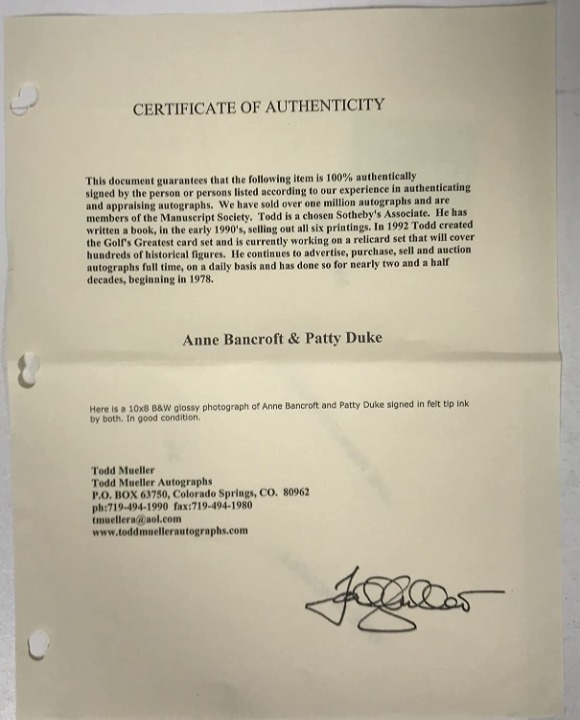 CERTIFICATE OF AUTHENTICITY
This document guarantees that the following item is 100% authentically
signed by the person or persons listed according to our experience in authenticating
and appraising autographs. We have sold over one million autographs and are
members of the Manuscript Society. Todd is a chosen Sotheby's Associate. He has
written a book, in the early 1990's, selling out all six printings. In 1992 Todd created
the Golf's Greatest card set and is currently working on a relicard set that will cover
hundreds of historical figures. He continues to advertise, purchase, sell and auction
autographs full time, on a daily basis and has done so for nearly two and a half
decades, beginning in 1978.
Anne Bancroft & Patty Duke
Here is a 10x8 B&W glossy photograph of Anne Bancroft and Patty Duke signed in felt tip ink
by both. In good condition.
Todd Mueller
Todd Mueller Autographs
P.O. BOX 63750, Colorado Springs, CO. 80962
ph:719-494-1990 fax:719-494-1980
tmuellera@aol.com
www.toddmuellerautographs.com